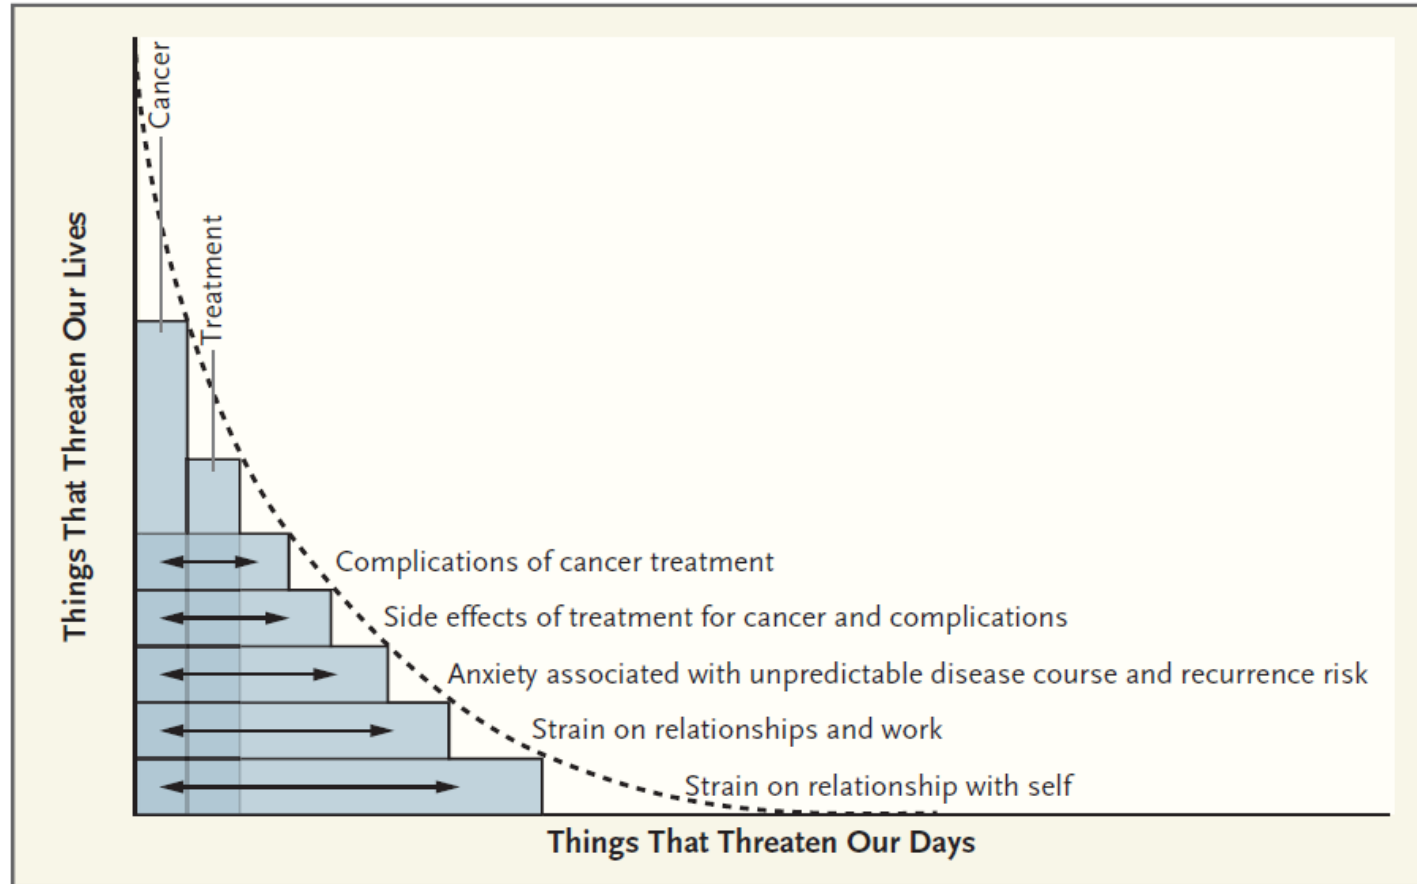 Cancer
Treatment
Things That Threaten Our Lives
Complications of cancer treatment
Side effects of treatment for cancer and complications
Anxiety associated with unpredictable disease course and recurrence risk
Strain on relationships and work
Strain on relationship with self
Things That Threaten Our Days